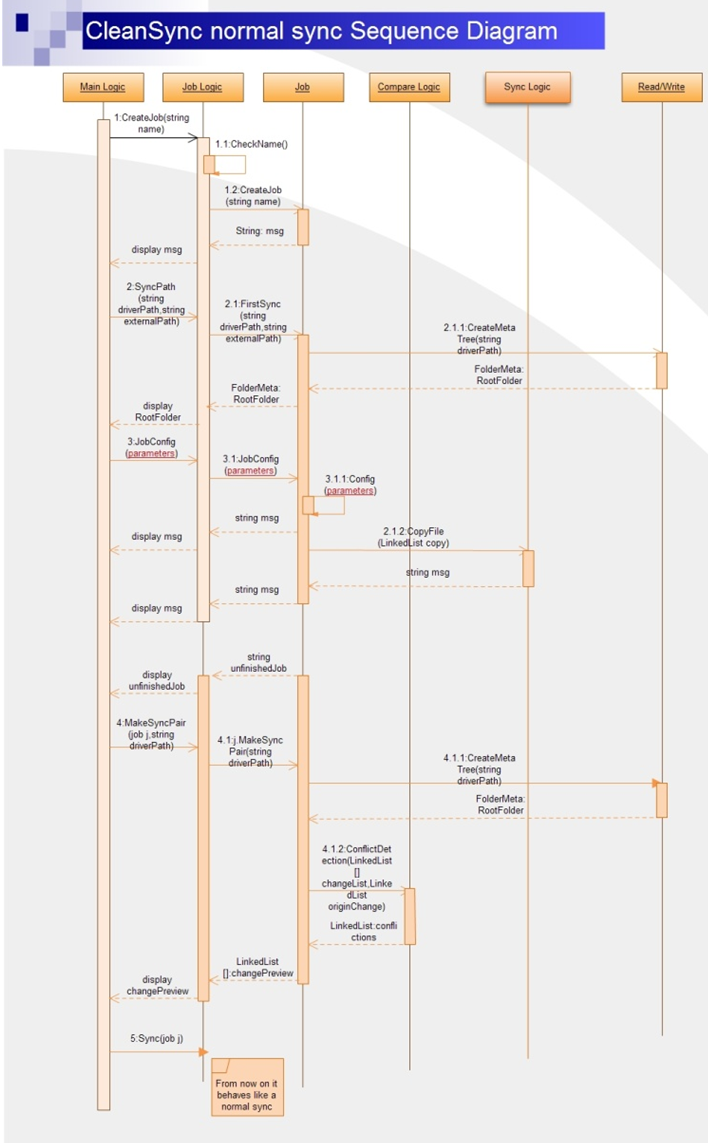 CleanSync normal sync Sequence Diagram
Main Logic
Job Logic
Job
Compare Logic
Sync Logic
Read/Write
1:CreateJob(string
name)
1.1:CheckName()
1.2:CreateJob
(string name)
String: msg
display msg
2:SyncPath
(string
driverPath,string
externalPath)
2.1:FirstSync
(string
driverPath,string
externalPath)
2.1.1:CreateMeta
Tree(string
driverPath)
FolderMeta:
RootFolder
FolderMeta:
RootFolder
display
RootFolder
3:JobConfig
(parameters)
3.1:JobConfig
(parameters)
3.1.1:Config
(parameters)
string msg
display msg
2.1.2:CopyFile
(LinkedList copy)
string msg
string msg
display msg
string
unfinishedJob
display
unfinishedJob
4:MakeSyncPair
(job j,string
driverPath)
4.1:j.MakeSync
Pair(string
driverPath)
4.1.1:CreateMeta
Tree(string
driverPath)
FolderMeta:
RootFolder
4.1.2:ConflictDet
ection(LinkedList
[]
changeList,Linke
dList
originChange)
LinkedList:confli
ctions
LinkedList
[]:changePreview
display
changePreview
5:Sync(job j)
From now on it
behaves like a
normal sync